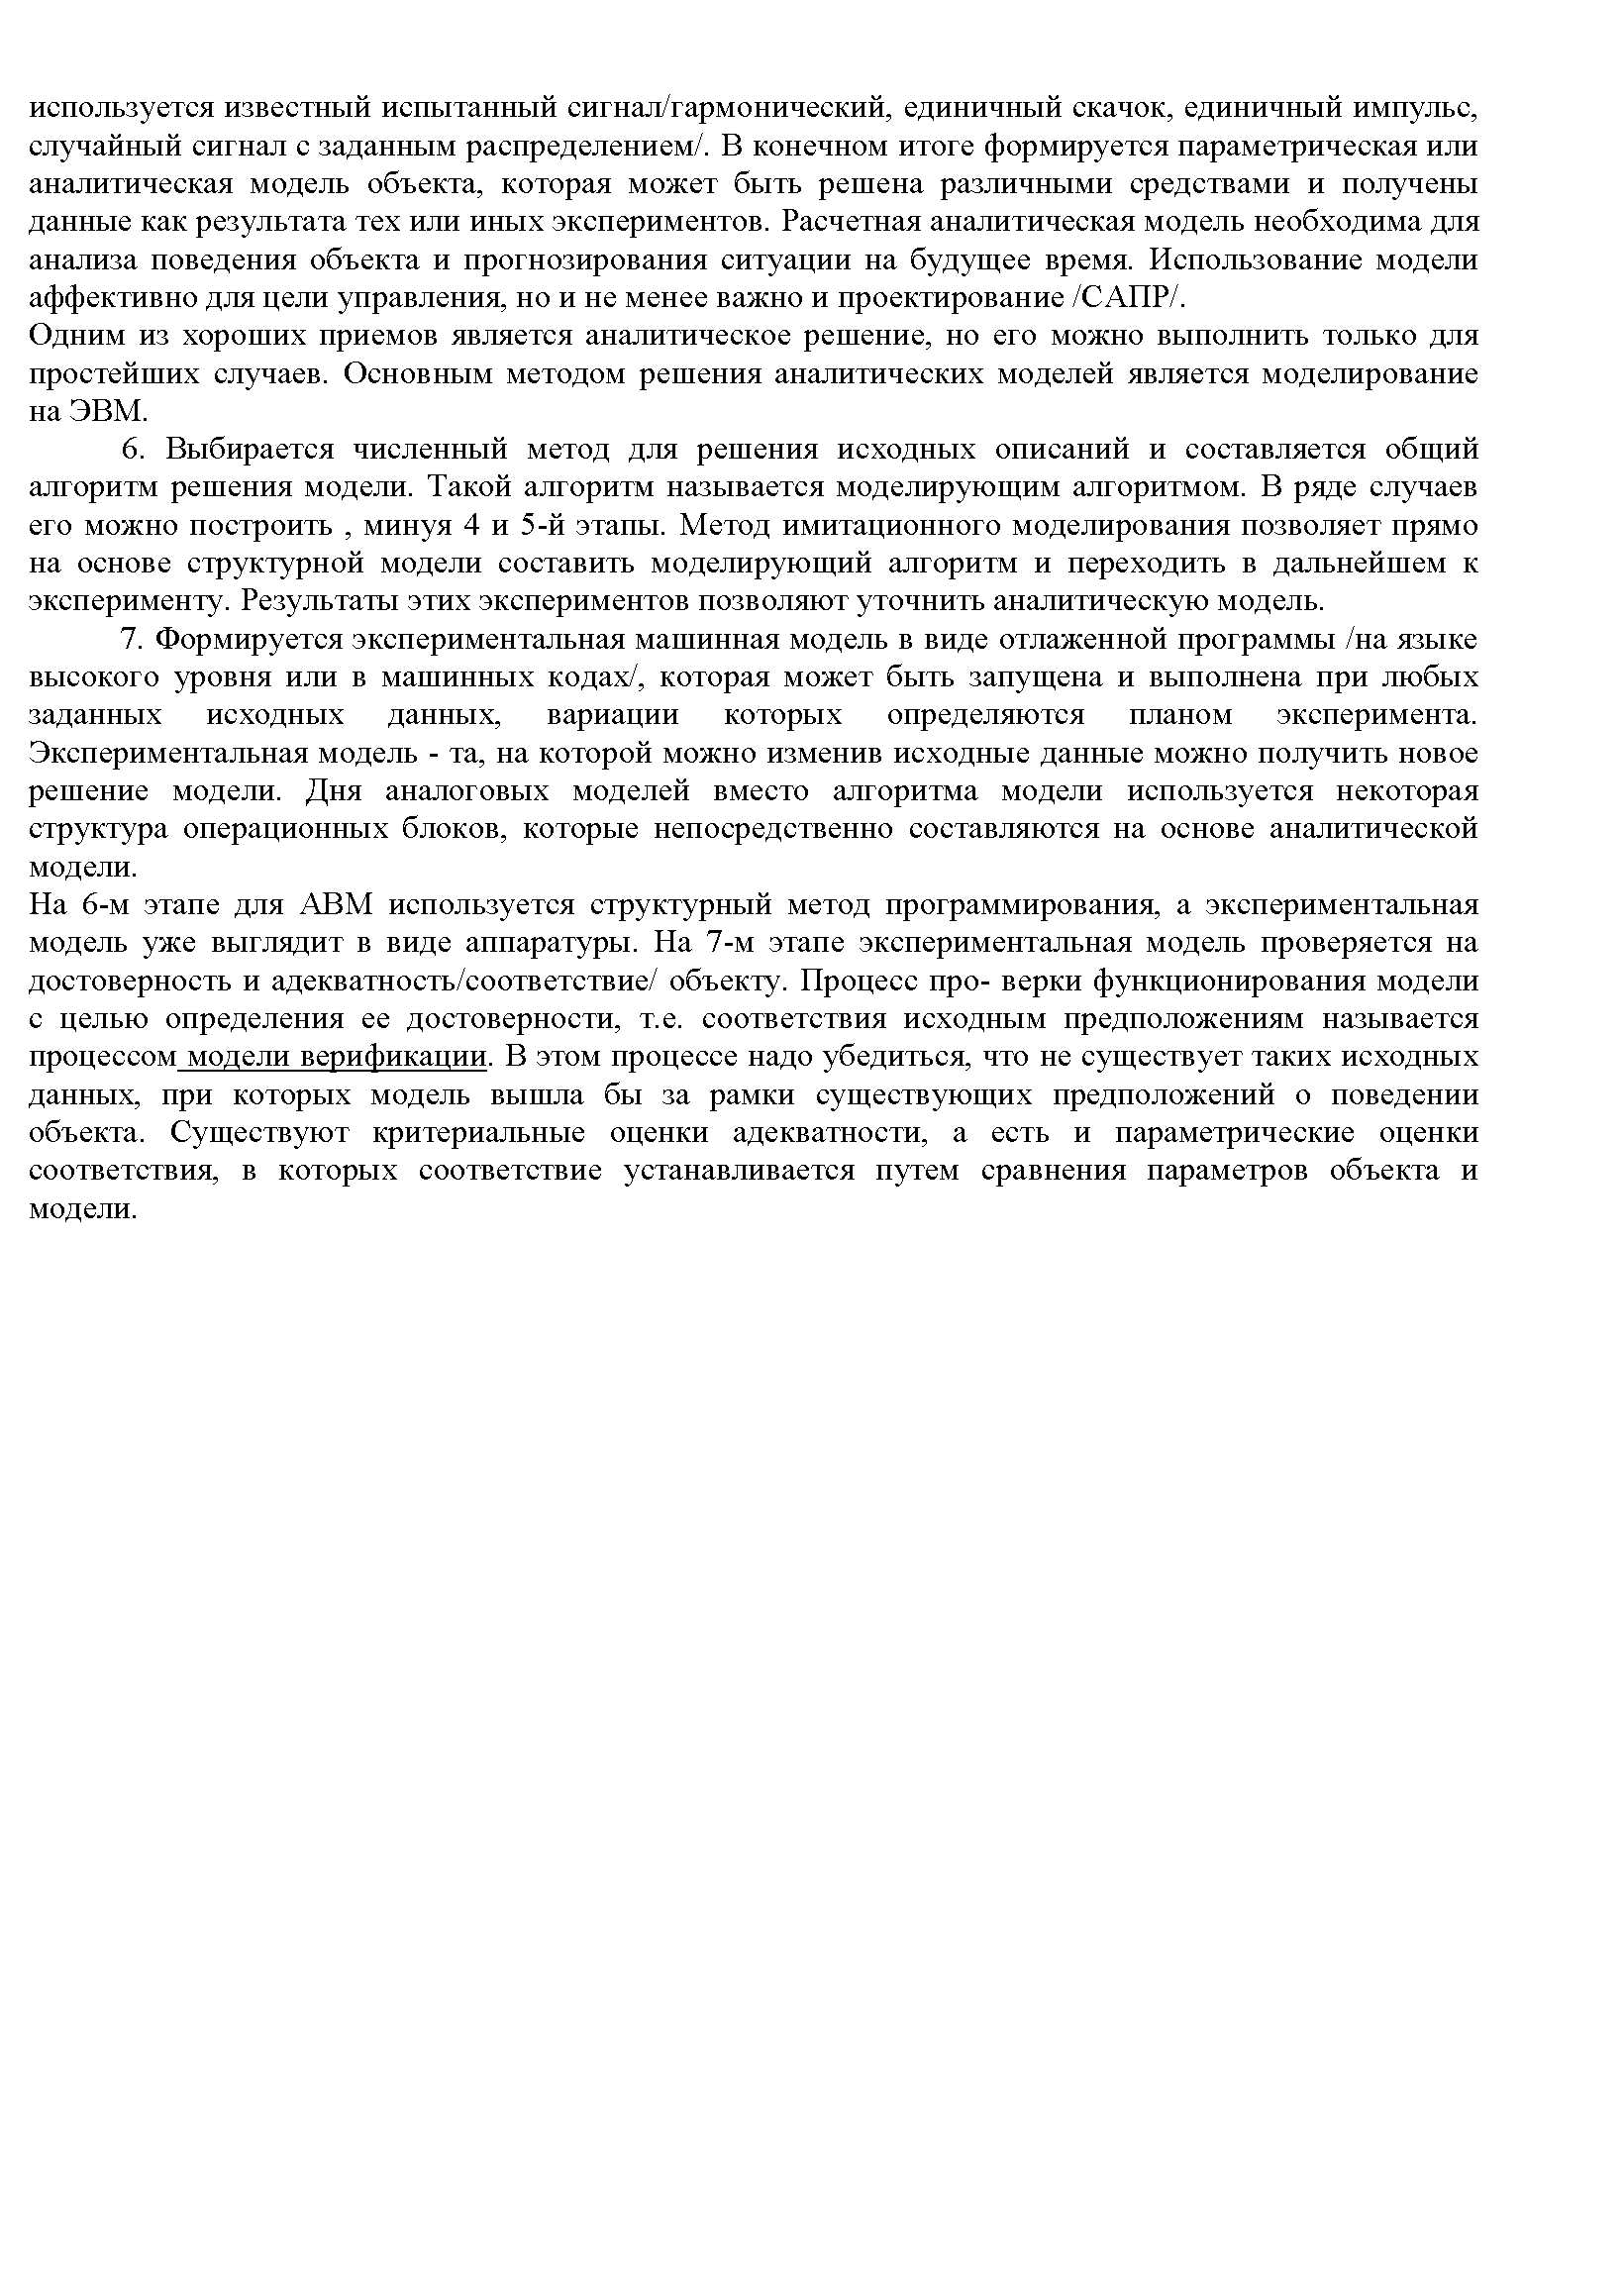 используется известный испытанный сигнал/гармонический, единичный скачок, единичный импульс,
случайный сигнал с заданным распределением/. В конечном итоге формируется параметрическая или
аналитическая модель объекта, которая может быть решена различными средствами и получены
данные как результата тех или иных экспериментов. Расчетная аналитическая модель необходима для
анализа поведения объекта и прогнозирования ситуации на будущее время. Использование модели
аффективно для цели управления, но и не менее важно и проектирование /САПР/.
Одним из хороших приемов является аналитическое решение, но его можно выполнить только для
простейших случаев. Основным методом решения аналитических моделей является моделирование
на ЭВМ.
6. Выбирается численный метод для решения исходных описаний и составляется общий
алгоритм решения модели. Такой алгоритм называется моделирующим алгоритмом. В ряде случаев
его можно построить , минуя 4 и 5-й этапы. Метод имитационного моделирования позволяет прямо
на основе структурной модели составить моделирующий алгоритм и переходить в дальнейшем к
эксперименту. Результаты этих экспериментов позволяют уточнить аналитическую модель.
7. Формируется экспериментальная машинная модель в виде отлаженной программы /на языке
высокого уровня или в машинных кодах/, которая может быть запущена и выполнена при любых
заданных исходных данных, вариации которых определяются планом эксперимента.
Экспериментальная модель - та, на которой можно изменив исходные данные можно получить новое
решение модели. Дня аналоговых моделей вместо алгоритма модели используется некоторая
структура операционных блоков, которые непосредственно составляются на основе аналитической
модели.
На 6-м этапе для АВМ используется структурный метод программирования, а экспериментальная
модель уже выглядит в виде аппаратуры. На 7-м этапе экспериментальная модель проверяется на
достоверность и адекватность/соответствие/ объекту. Процесс про- верки функционирования модели
с целью определения ее достоверности, т.е. соответствия исходным предположениям называется
процессом модели верификации. В этом процессе надо убедиться, что не существует таких исходных
данных, при которых модель вышла бы за рамки существующих предположений о поведении
объекта. Существуют критериальные оценки адекватности, а есть и параметрические оценки
соответствия, в которых соответствие устанавливается путем сравнения параметров объекта и
модели.